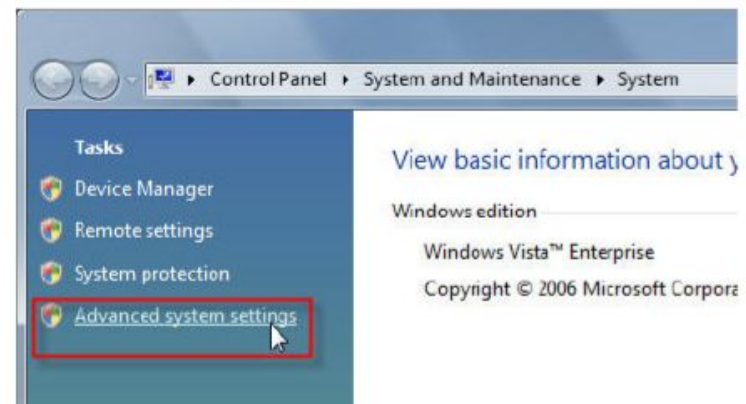 Control Panel ▸ System and Maintenance ▸ System
Tasks
Device Manager
Remote settings
System protection
Advanced system settings
View basic information about y
Windows edition
Windows Vista™ Enterprise
Copyright © 2006 Microsoft Corpora